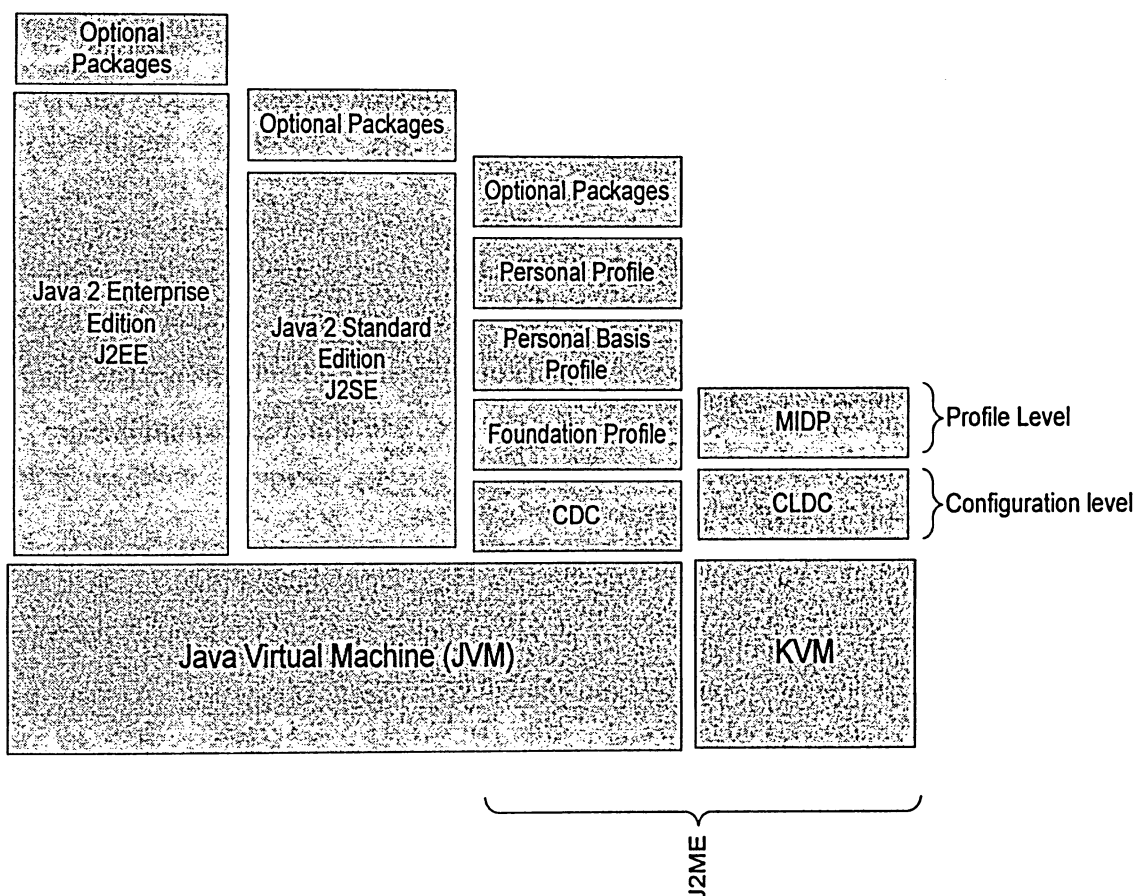 Optional
Packages
Optional Packages
Optional Packages
Personal Profile
Java 2 Enterprise
Edition
J2EE
Java 2 Standard
Edition
J2SE
Personal Basis
Profile
Foundation Profile
MIDP
Profile Level
CDC
CLDC
Configuration level
Java Virtual Machine (JVM)
KVM
J2ME